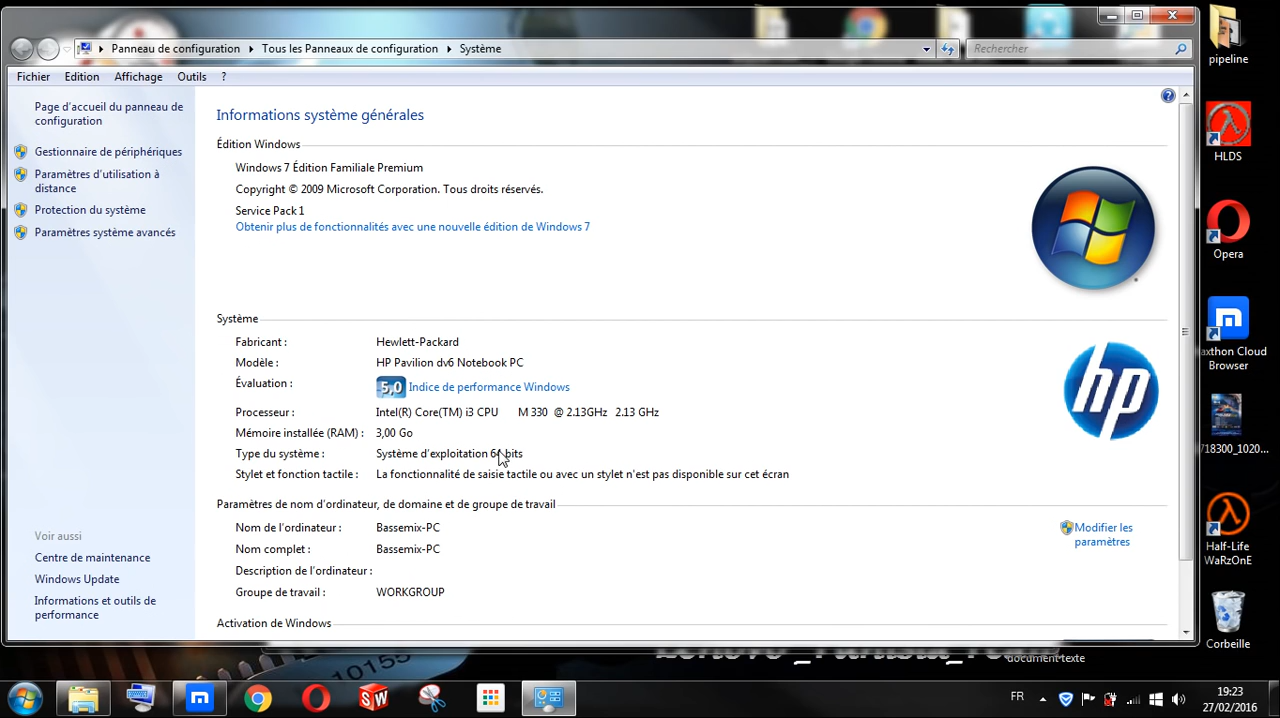 Panneau de configuration
Tous les Panneaux de configuration
Système
Rechercher
Fichier
Edition
Affichage
Outils
?
Page d'accueil du panneau de
configuration
Gestionnaire de périphériques
Paramètres d'utilisation à
distance
Protection du système
Paramètres système avancés
Voir aussi
Centre de maintenance
Windows Update
Informations et outils de
performance
Informations système générales
Édition Windows
Windows 7 Édition Familiale Premium
Copyright © 2009 Microsoft Corporation. Tous droits réservés.
Service Pack 1
Obtenir plus de fonctionnalités avec une nouvelle édition de Windows 7
Système
Fabricant : Hewlett-Packard
Modèle : HP Pavilion dv6 Notebook PC
Évaluation : 5,0 Indice de performance Windows
Processeur : Intel(R) Core(TM) i3 CPU M 330 @ 2.13GHz 2.13 GHz
Mémoire installée (RAM) : 3,00 Go
Type du système : Système d'exploitation 64 bits
Stylet et fonction tactile : La fonctionnalité de saisie tactile ou avec un stylet n'est pas disponible sur cet écran
hp
Paramètres de nom d'ordinateur, de domaine et de groupe de travail
Nom de l'ordinateur : Bassemix-PC
Nom complet : Bassemix-PC
Description de l'ordinateur :
Groupe de travail : WORKGROUP
Modifier les
paramètres
Activation de Windows
pipeline
HLDS
Opera
axthon Cloud
Browser
718300_1020...
Half-Life
WaRzOnE
Corbeille
10155
document texte
SW
FR
19:23
27/02/2016